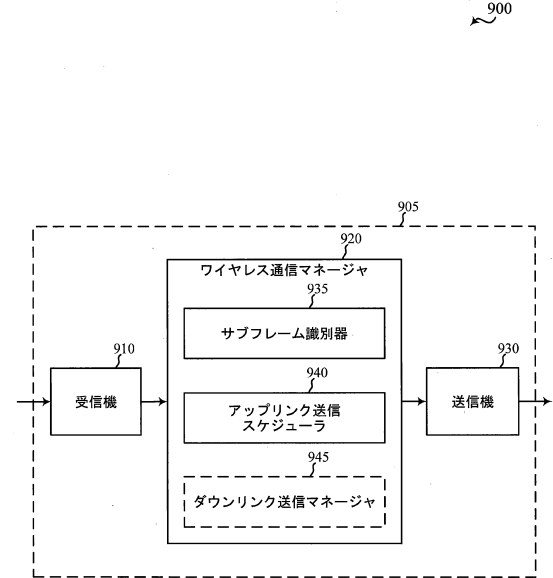 900
905
920
ワイヤレス通信マネージャ
935
サブフレーム識別器
910
受信機
940
アップリンク送信
スケジューラ
930
送信機
945
ダウンリンク送信マネージャ